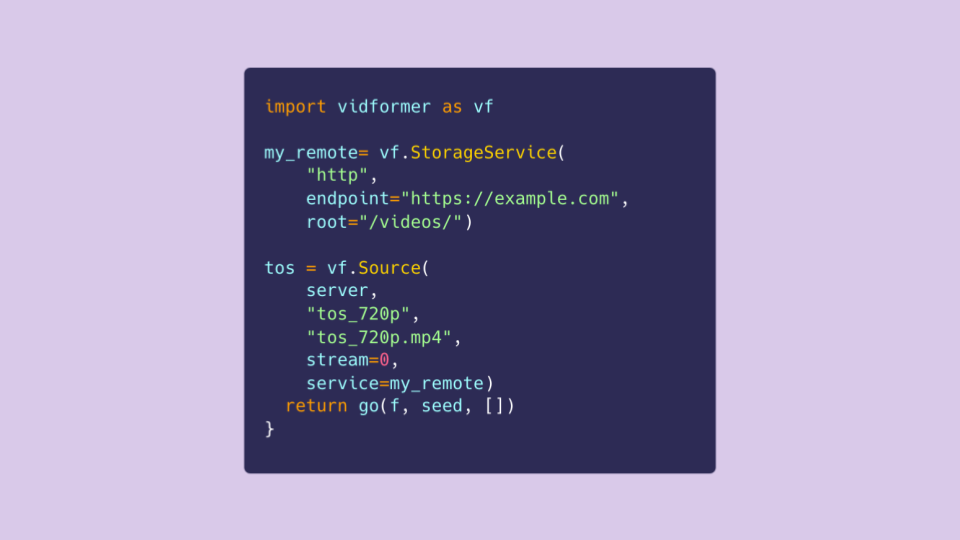 import vidformer as vf

my_remote= vf.StorageService(
    "http",
    endpoint="https://example.com",
    root="/videos/")

tos = vf.Source(
    server,
    "tos_720p",
    "tos_720p.mp4",
    stream=0,
    service=my_remote)
  return go(f, seed, [])
}